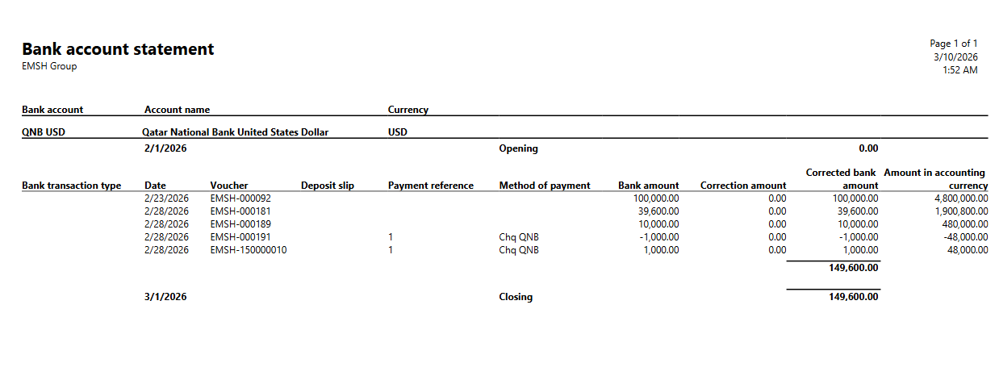 Bank account statement
EMSH Group
Page 1 of 1
3/10/2026
1:52 AM
Bank account Account name Currency
QNB USD Qatar National Bank United States Dollar USD
2/1/2026 Opening 0.00
Bank transaction type Date Voucher Deposit slip Payment reference Method of payment Bank amount Correction amount Corrected bank amount Amount in accounting currency
2/23/2026 EMSH-000092 100,000.00 0.00 100,000.00 4,800,000.00
2/28/2026 EMSH-000181 39,600.00 0.00 39,600.00 1,900,800.00
2/28/2026 EMSH-000189 10,000.00 0.00 10,000.00 480,000.00
2/28/2026 EMSH-000191 1 Chq QNB -1,000.00 0.00 -1,000.00 -48,000.00
2/28/2026 EMSH-150000010 1 Chq QNB 1,000.00 0.00 1,000.00 48,000.00
149,600.00
3/1/2026 Closing 149,600.00